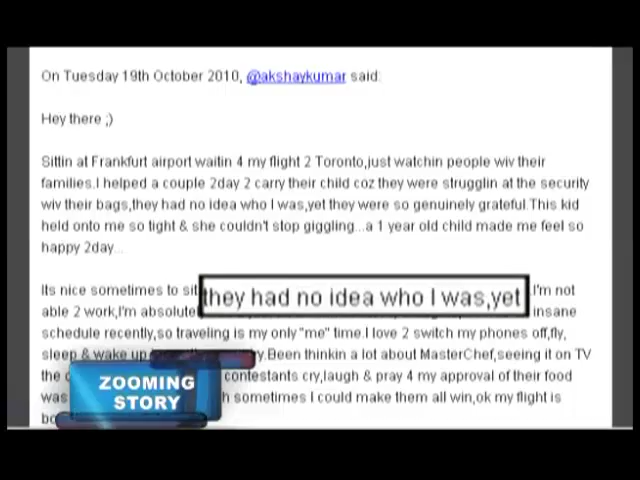 On Tuesday 19th October 2010, @akshaykumar said:
Hey there ;)
Sittin at Frankfurt airport waitin 4 my flight 2 Toronto,just watchin people wiv their
families.I helped a couple 2day 2 carry their child coz they were strugglin at the security
wiv their bags,they had no idea who I was,yet they were so genuinely grateful.This kid
held onto me so tight & she couldn't stop giggling...a 1 year old child made me feel so
happy 2day...
Its nice sometimes to sit
they had no idea who I was,yet
I'm not
able 2 work,I'm absolute
insane
schedule recently,so traveling is my only "me" time.I love 2 switch my phones off,fly,
sleep & wake up
.Been thinkin a lot about MasterChef,seeing it on TV
the
contestants cry,laugh & pray 4 my approval of their food
was
sometimes I could make them all win,ok my flight is
ZOOMING
STORY